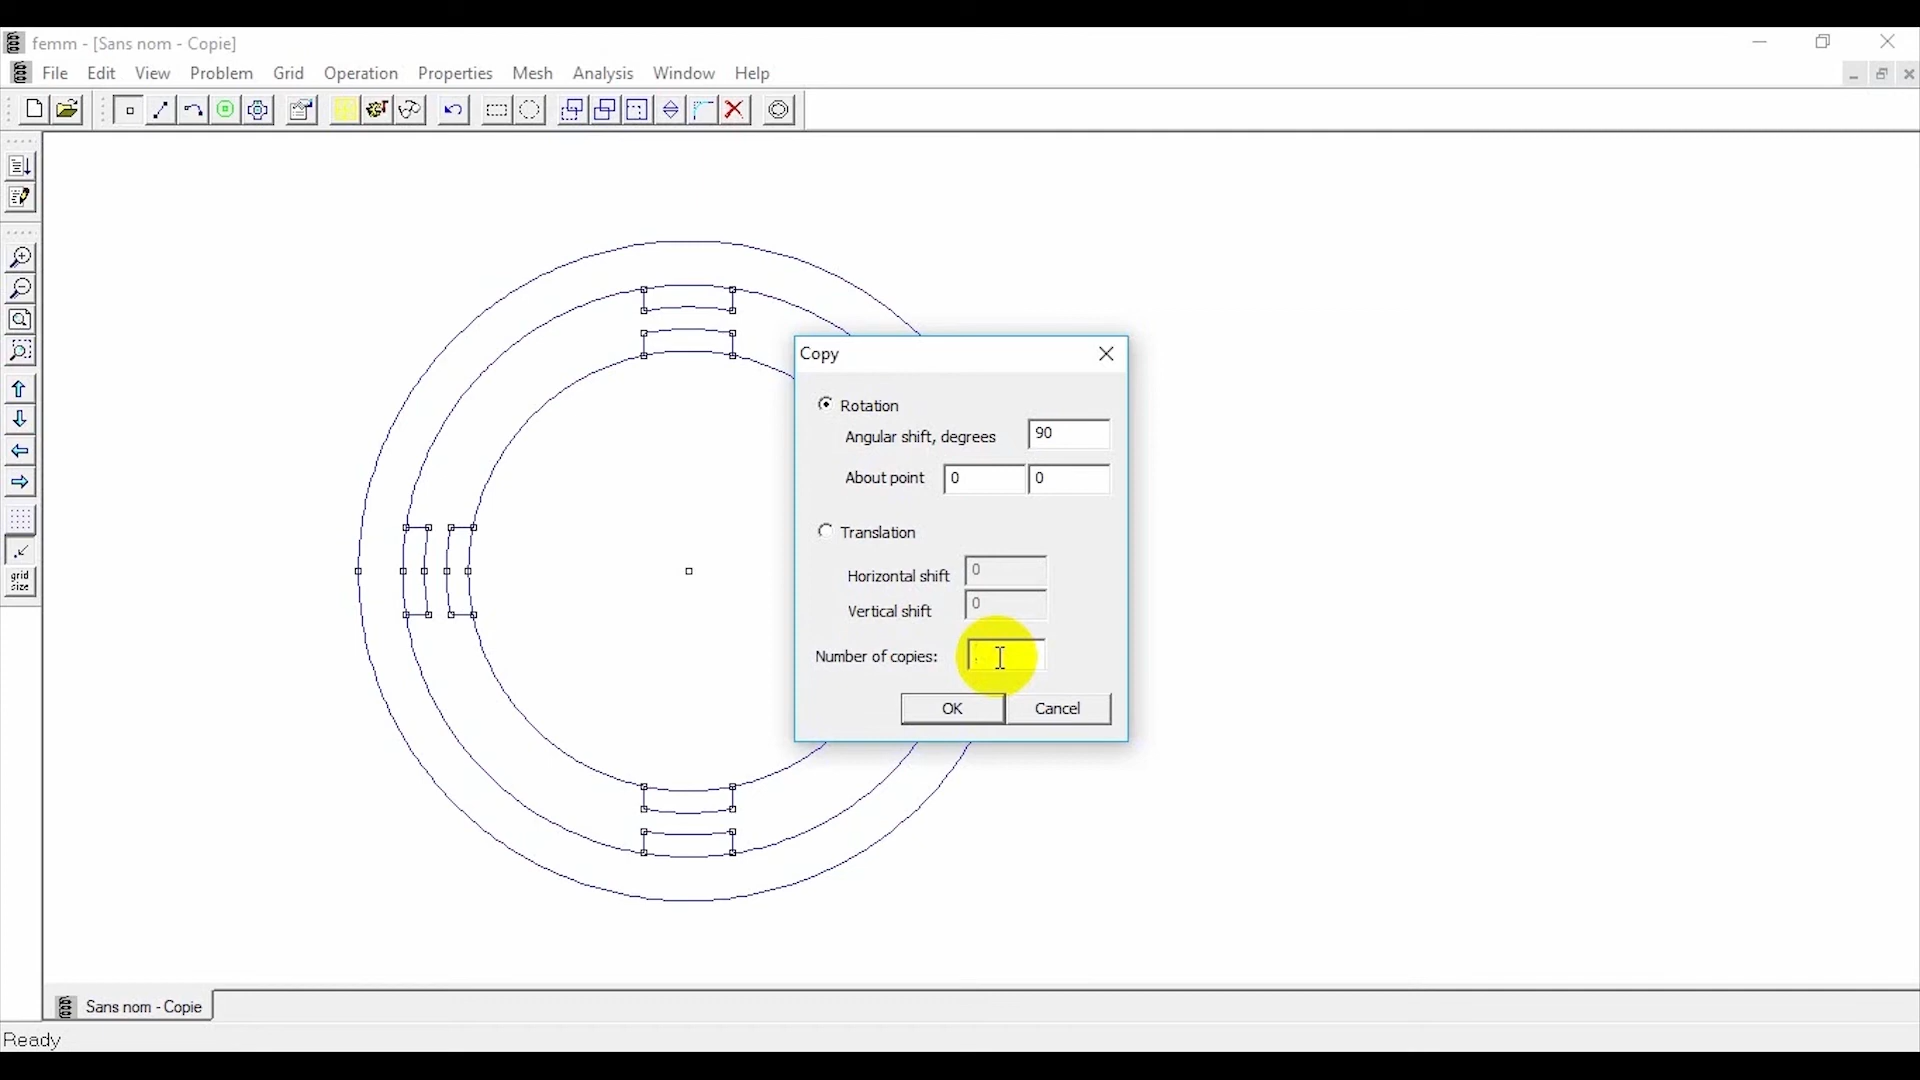 femm - [Sans nom - Copie]
File Edit View Problem Grid Operation Properties Mesh Analysis Window Help
Copy
Rotation
Angular shift, degrees 90
About point 0 0
Translation
Horizontal shift 0
Vertical shift 0
grid
size
Number of copies:
OK Cancel
Sans nom - Copie
Ready